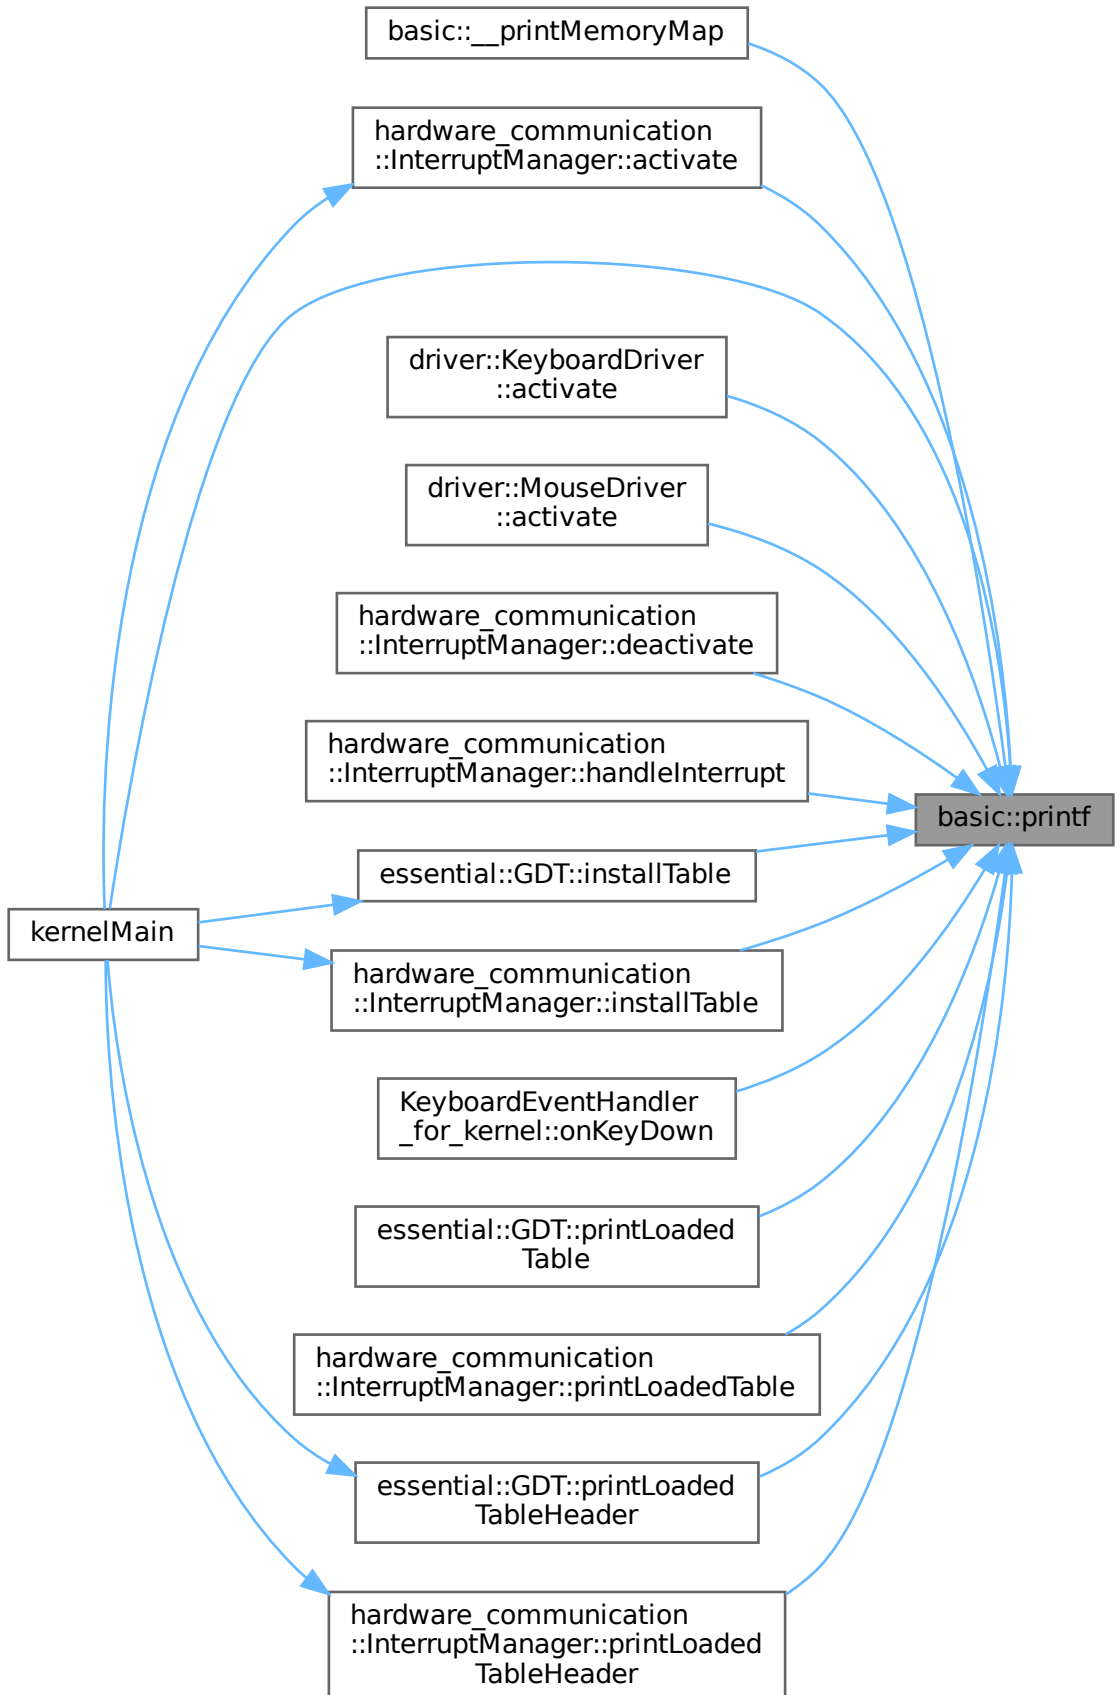 basic::__printMemoryMap
hardware_communication
::InterruptManager::activate
driver::KeyboardDriver
::activate
driver::MouseDriver
::activate
hardware_communication
::InterruptManager::deactivate
hardware_communication
::InterruptManager::handleInterrupt
basic::printf
essential::GDT::installTable
kernelMain
hardware_communication
::InterruptManager::installTable
KeyboardEventHandler
_for_kernel::onKeyDown
essential::GDT::printLoaded
Table
hardware_communication
::InterruptManager::printLoadedTable
essential::GDT::printLoaded
TableHeader
hardware_communication
::InterruptManager::printLoaded
TableHeader